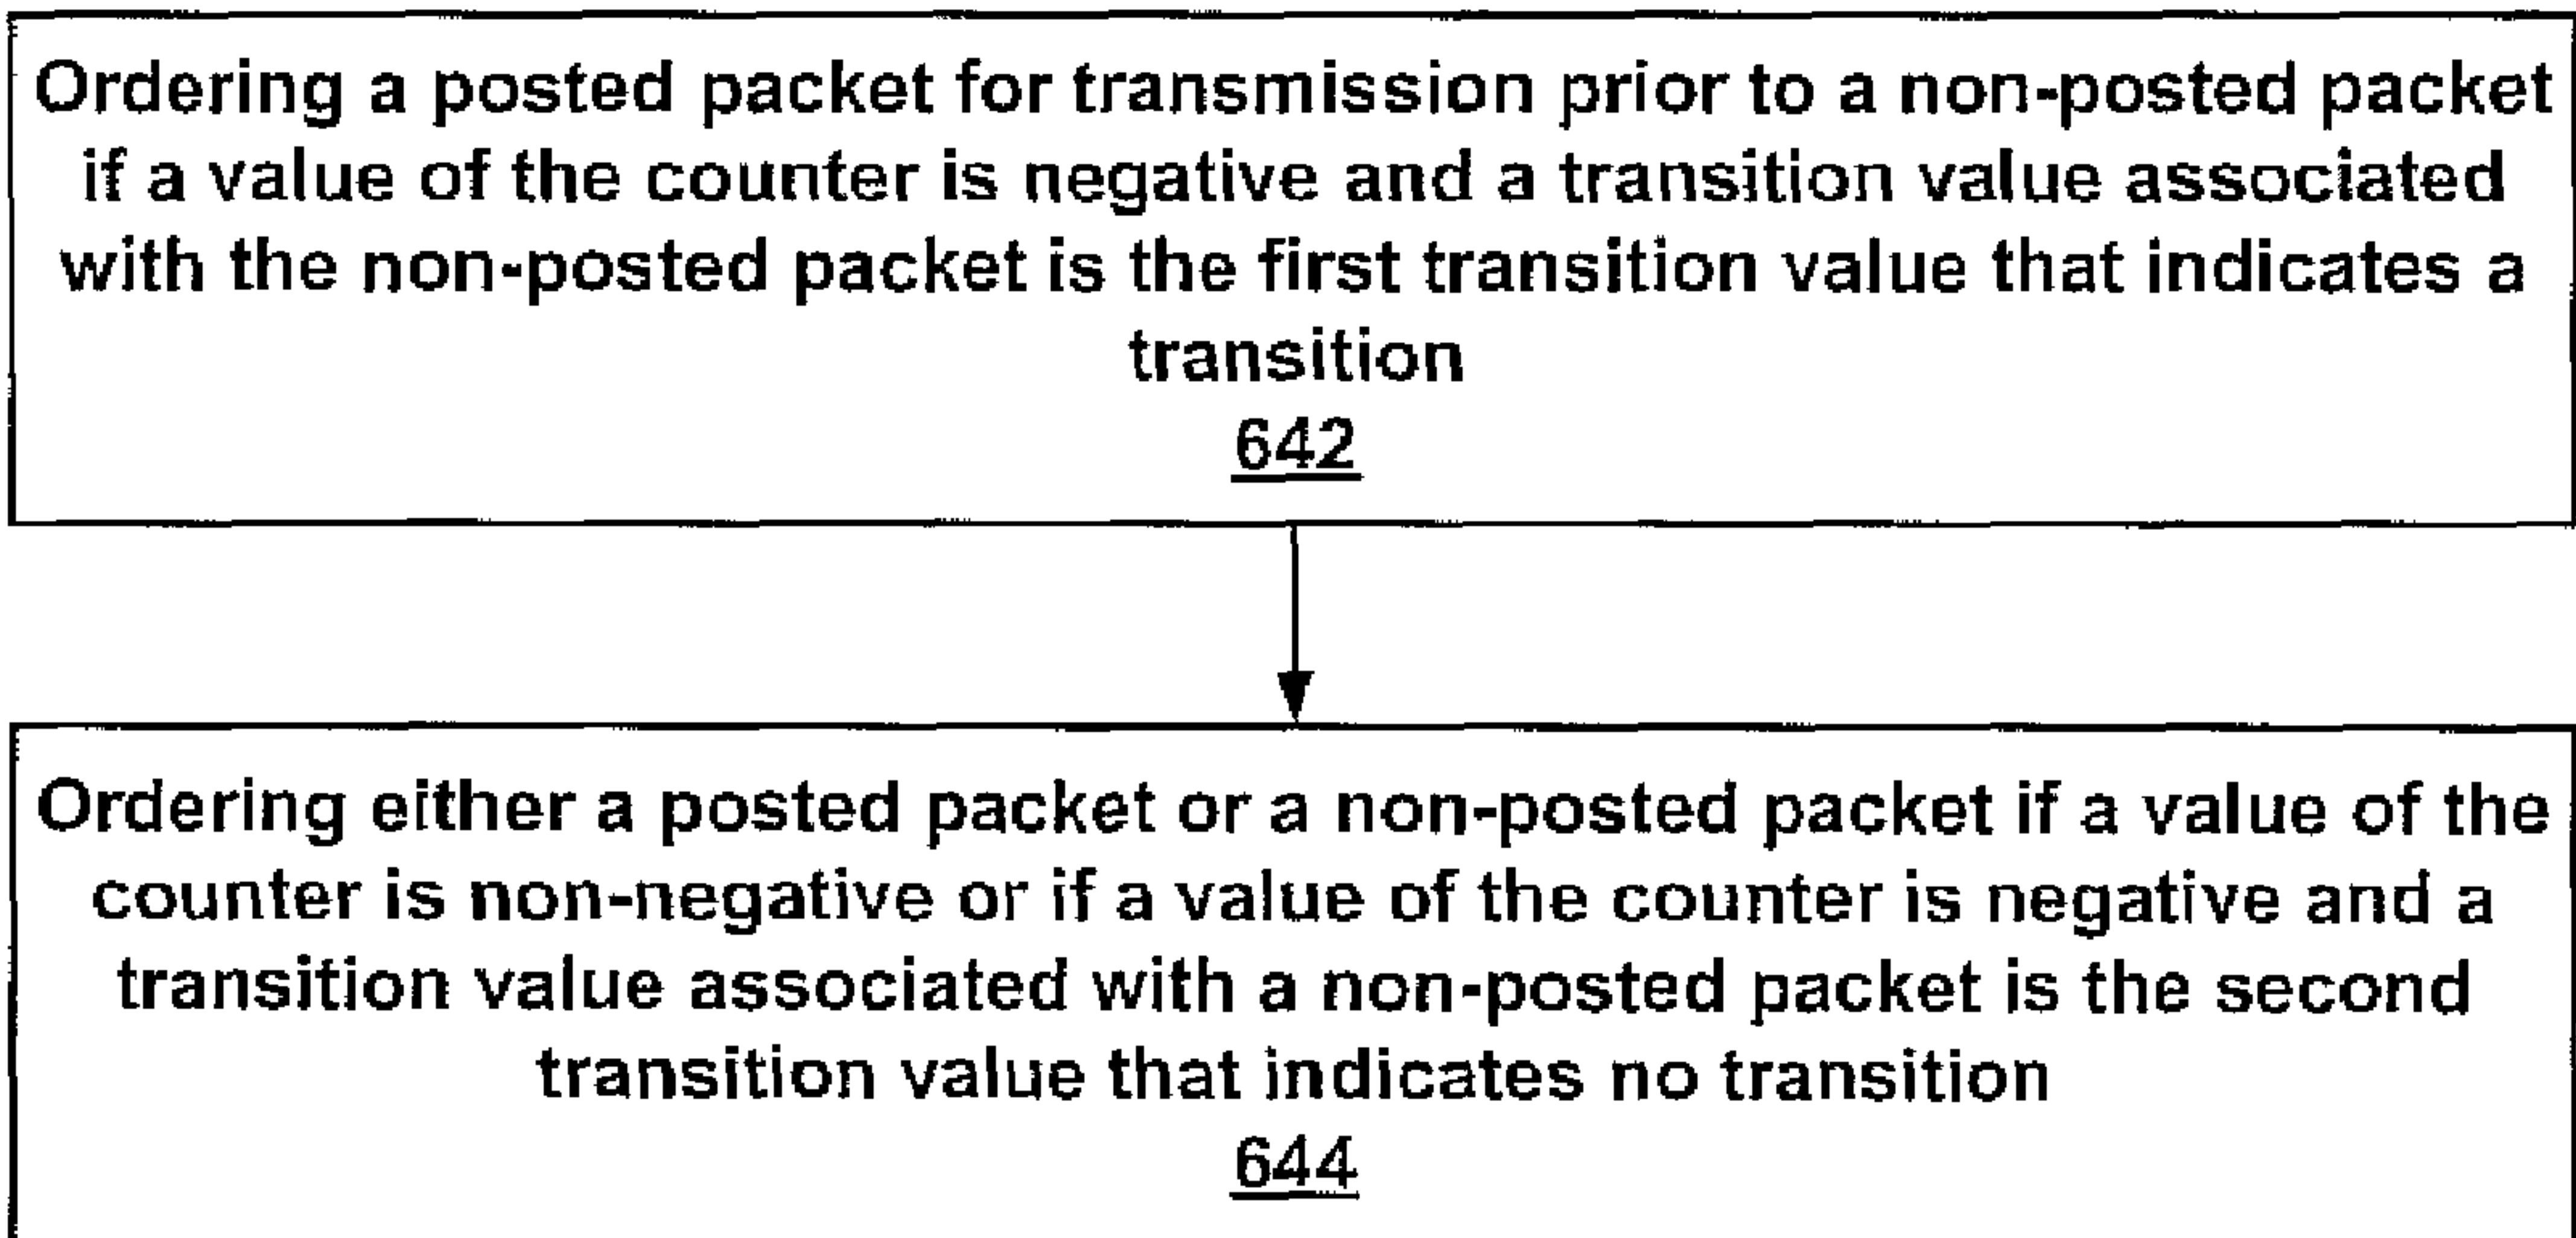 Ordering a posted packet for transmission prior to a non-posted packet
if a value of the counter is negative and a transition value associated
with the non-posted packet is the first transition value that indicates a
transition
642
Ordering either a posted packet or a non-posted packet if a value of the
counter is non-negative or if a value of the counter is negative and a
transition value associated with a non-posted packet is the second
transition value that indicates no transition
644